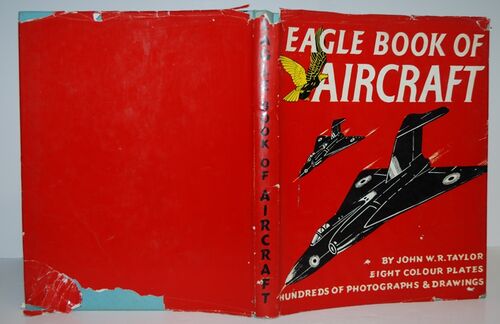 EAGLE BOOK OF AIRCRAFT
EAGLE BOOK OF
AIRCRAFT
BY JOHN W.R. TAYLOR
EIGHT COLOUR PLATES
HUNDREDS OF PHOTOGRAPHS & DRAWINGS